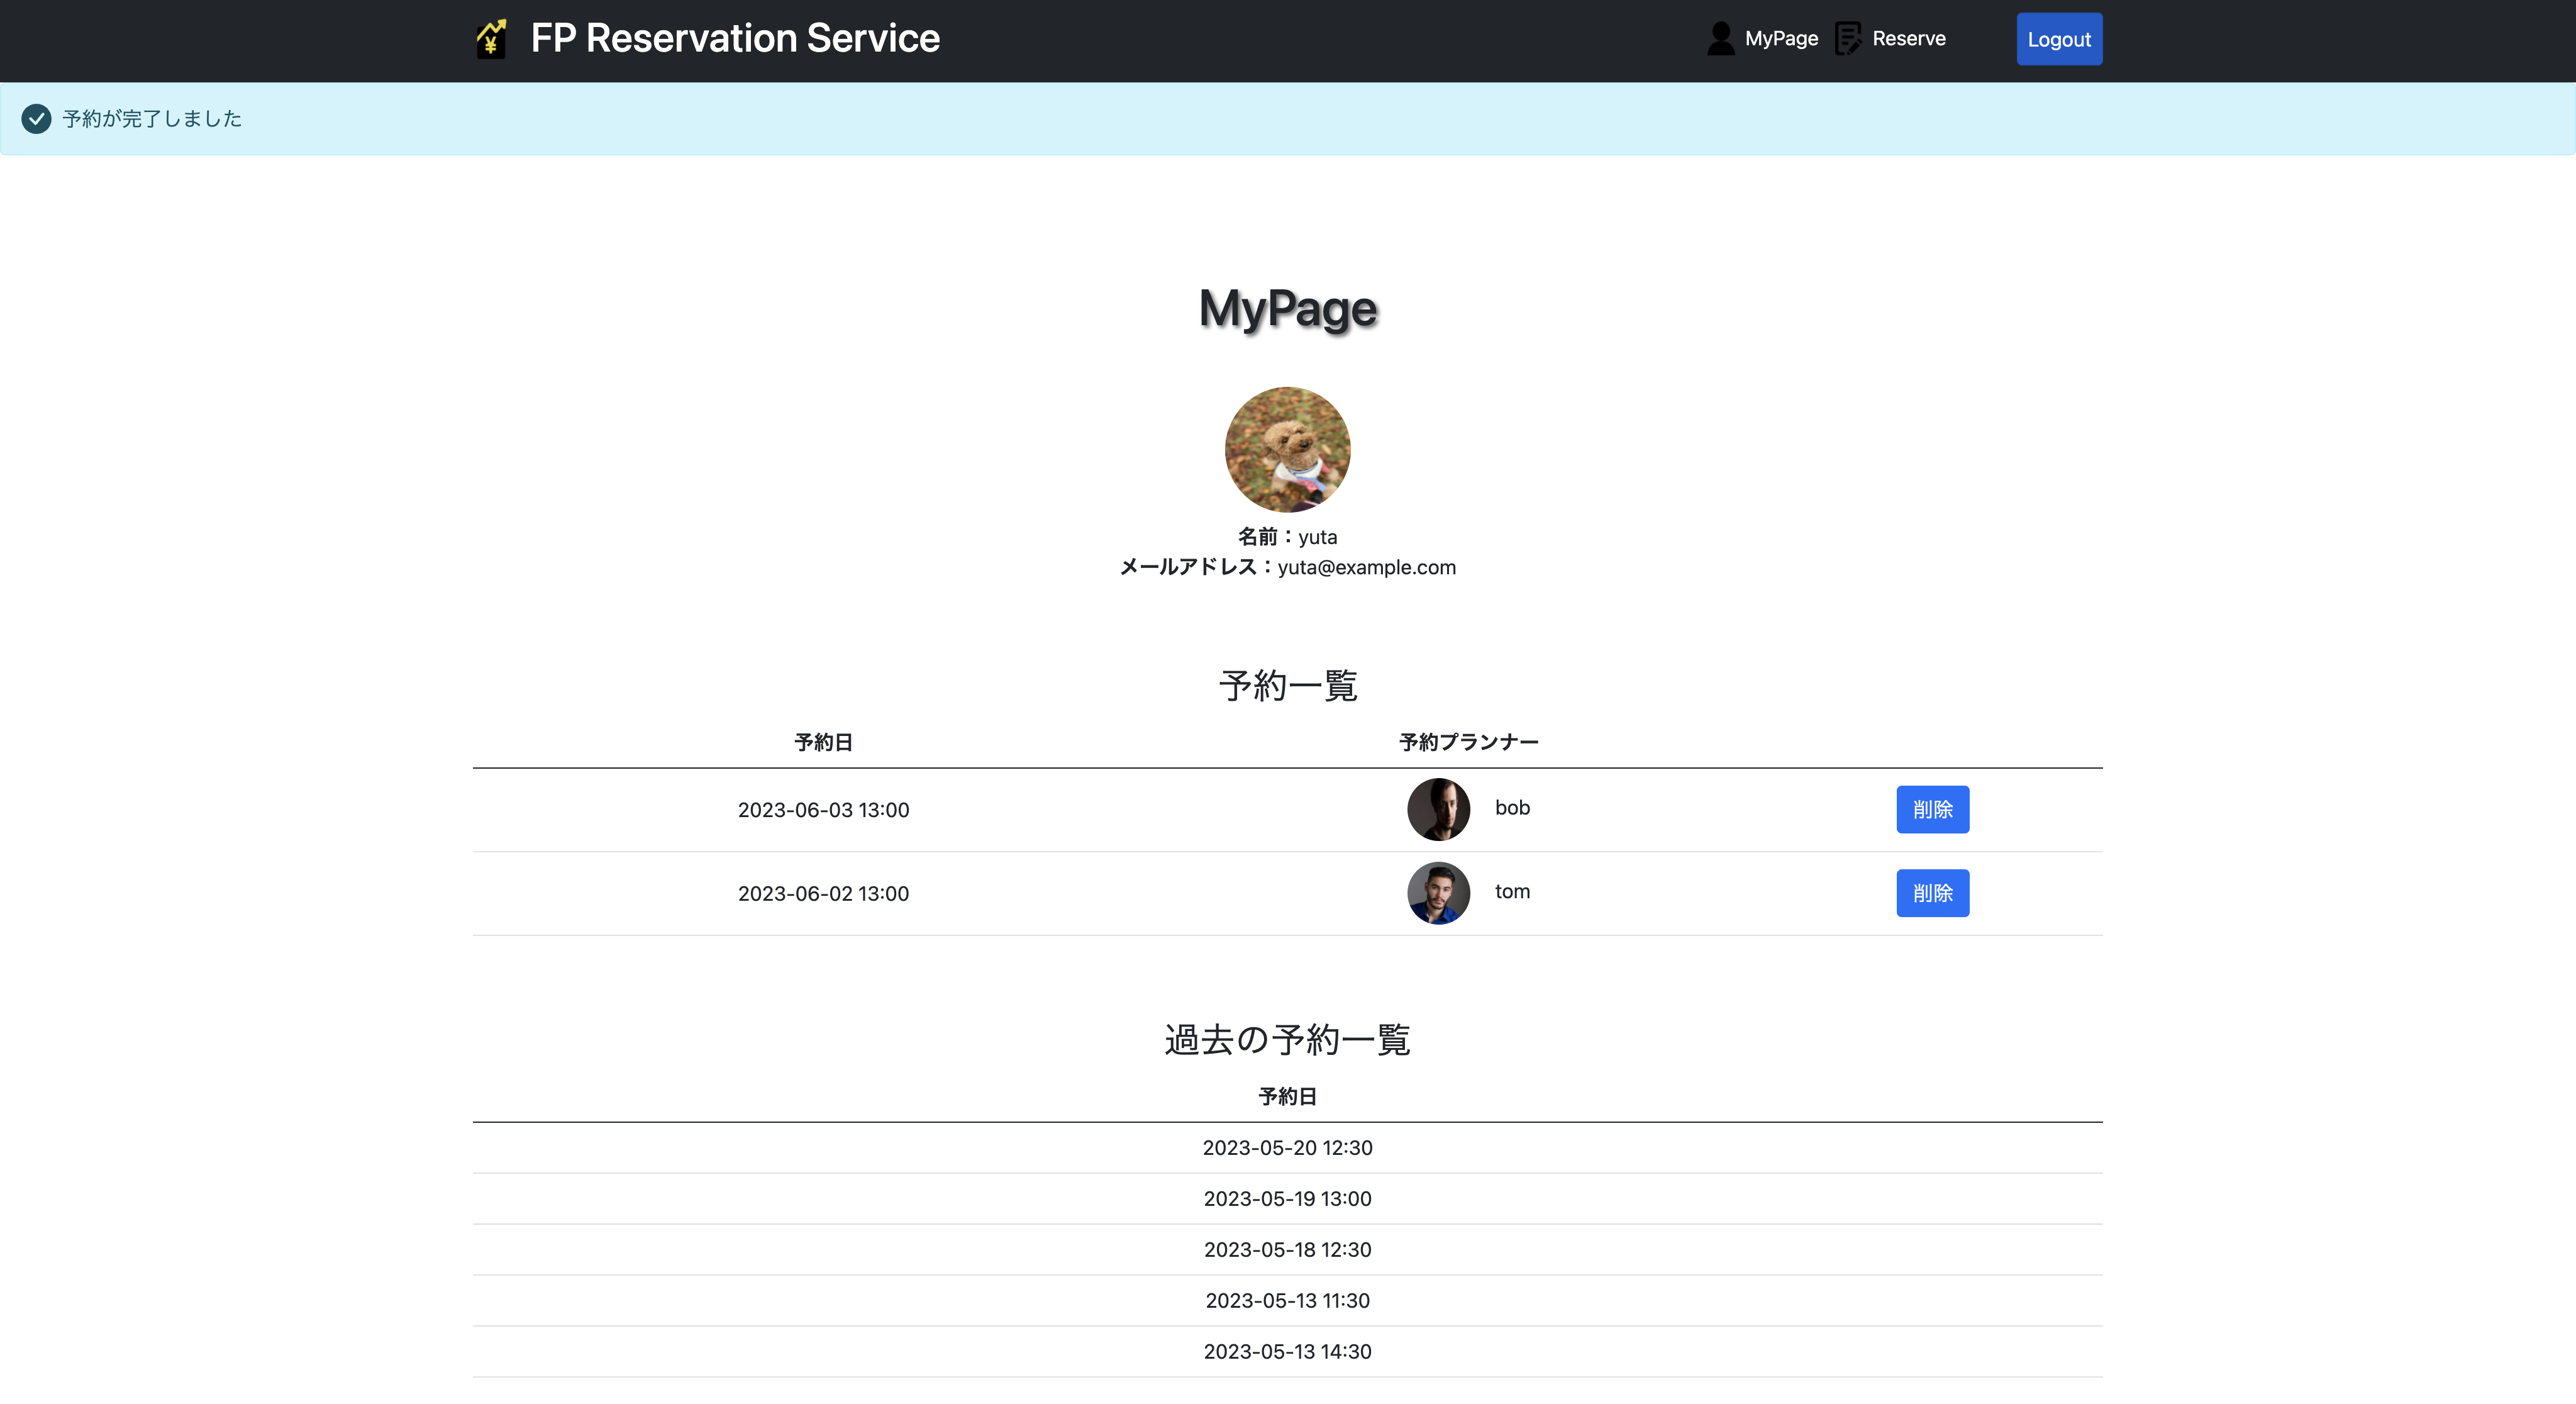 FP Reservation Service
MyPage Reserve Logout
予約が完了しました
MyPage
名前：yuta
メールアドレス：yuta@example.com
予約一覧
予約日 予約プランナー
2023-06-03 13:00 bob 削除
2023-06-02 13:00 tom 削除
過去の予約一覧
予約日
2023-05-20 12:30
2023-05-19 13:00
2023-05-18 12:30
2023-05-13 11:30
2023-05-13 14:30